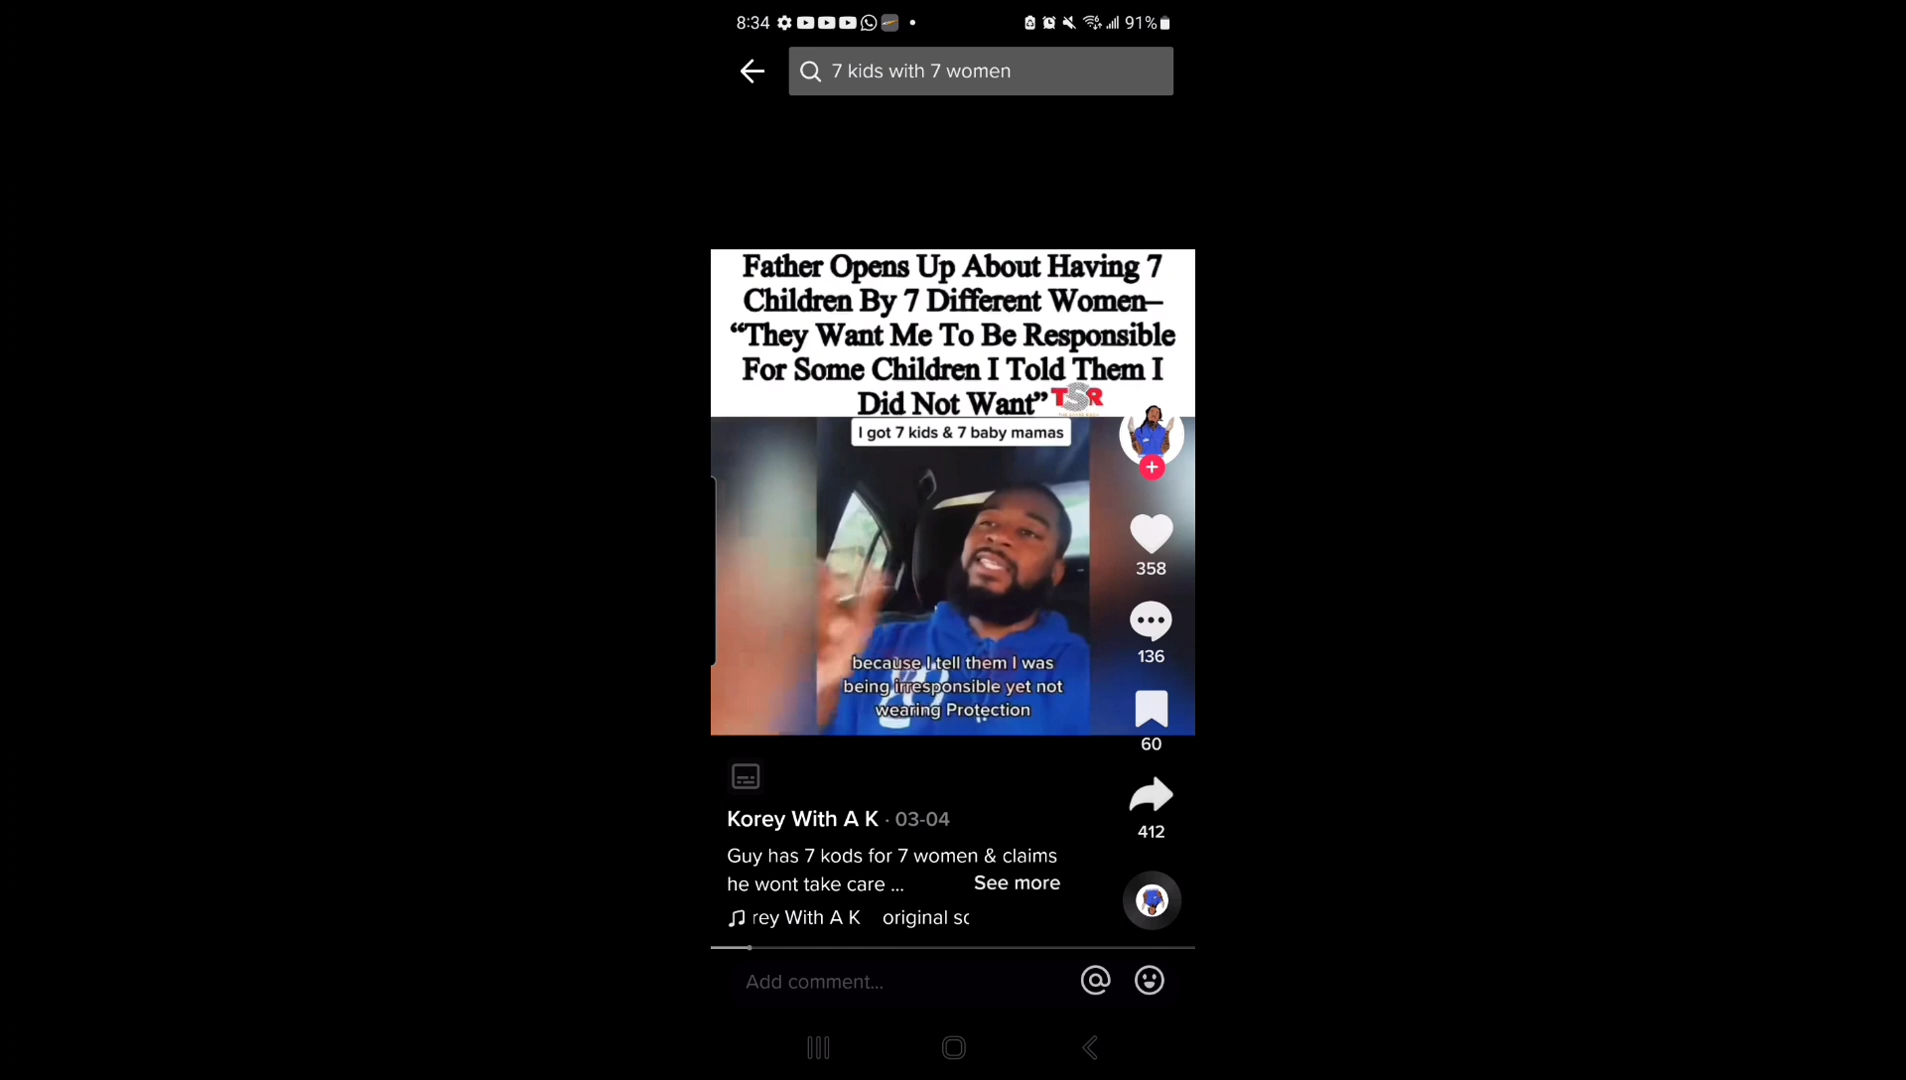 8:34
91%
7 kids with 7 women
Father Opens Up About Having 7
Children By 7 Different Women–
“They Want Me To Be Responsible
For Some Children I Told Them I
Did Not Want”
TSR
I got 7 kids & 7 baby mamas
358
136
because I tell them I was
being irresponsible yet not
wearing Protection
60
412
Korey With A K · 03-04
Guy has 7 kods for 7 women & claims
he wont take care ... See more
rey With A K original sc
Add comment...